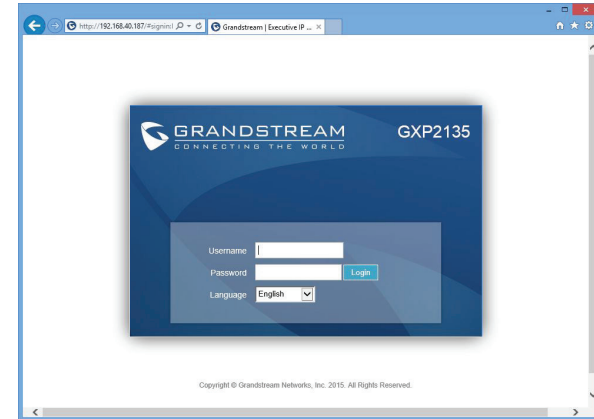 http://192.168.40.187/#signin:l
Grandstream | Executive IP ...
GRANDSTREAM
CONNECTING THE WORLD
GXP2135
Username
Password
Login
Language
English
Copyright © Grandstream Networks, Inc. 2015. All Rights Reserved.